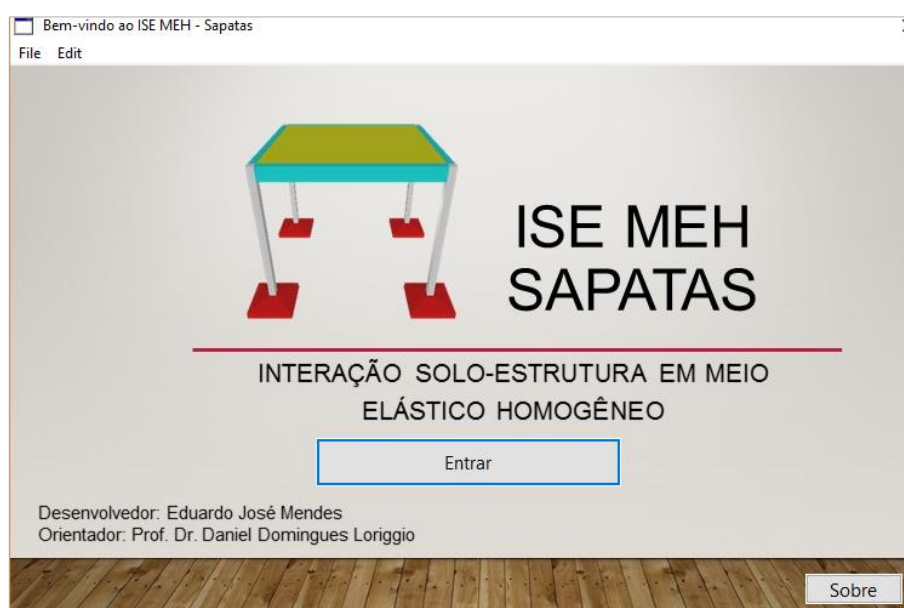 Bem-vindo ao ISE MEH - Sapatas
File Edit
ISE MEH
SAPATAS
INTERAÇÃO SOLO-ESTRUTURA EM MEIO
ELÁSTICO HOMOGÊNEO
Entrar
Desenvolvedor: Eduardo José Mendes
Orientador: Prof. Dr. Daniel Domingues Loriggio
Sobre